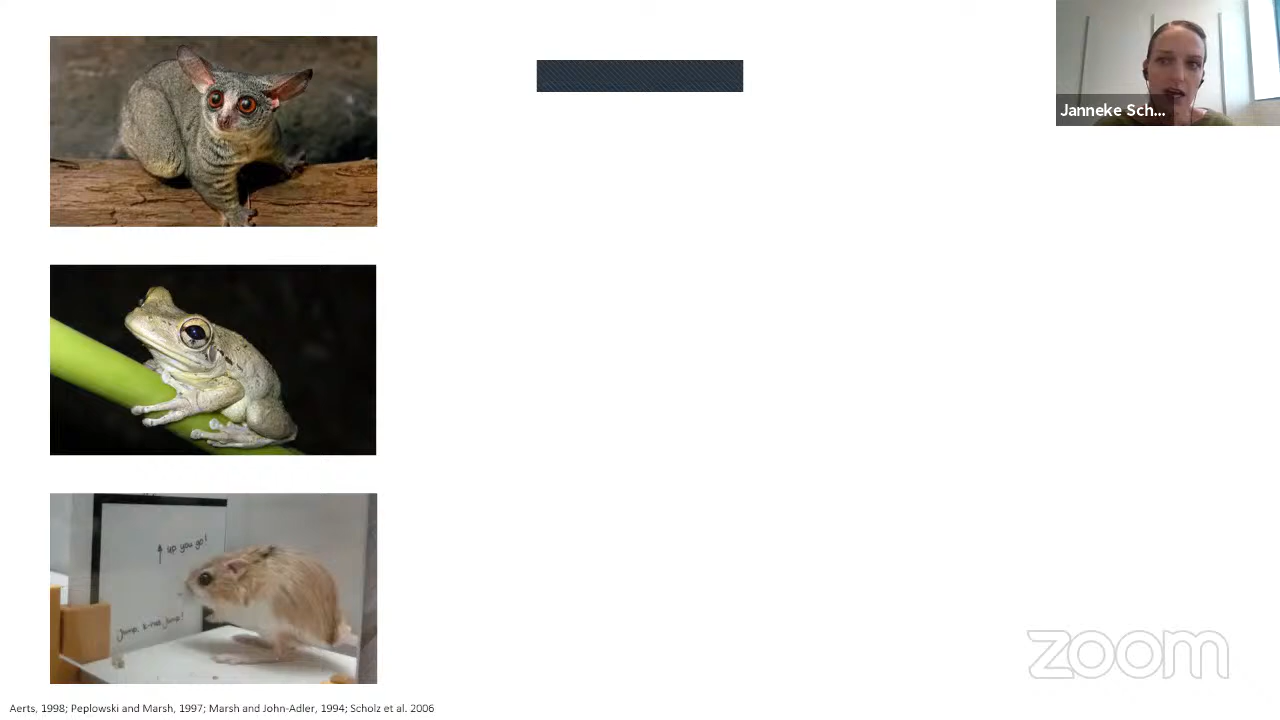 Janneke Sch...
up you go!
Jump, k-rat, jump!
zoom
Aerts, 1998; Peplowski and Marsh, 1997; Marsh and John-Adler, 1994; Scholz et al. 2006